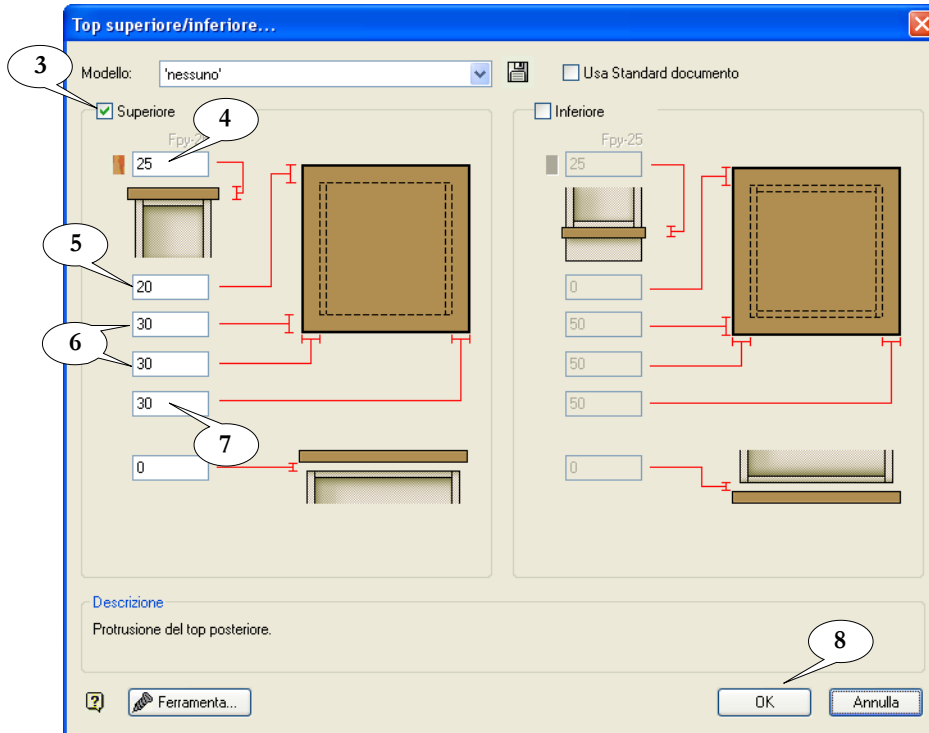 Top superiore/inferiore...
3
Modello: 'nessuno' Usa Standard documento
Superiore
4
Fpy-25
25
5
20
30
6
30
30
7
0
Inferiore
Fpy-25
25
0
50
50
50
0
Descrizione
Protrusione del top posteriore.
8
Ferramenta... OK Annulla